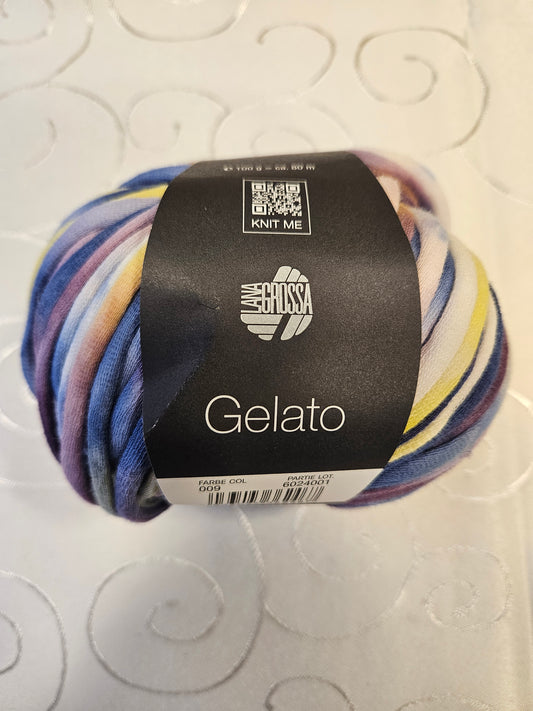 100 g = ca. 80 m
KNIT ME
LANA
GROSSA
Gelato
FARBE COL PARTIE LOT.
009 6024001